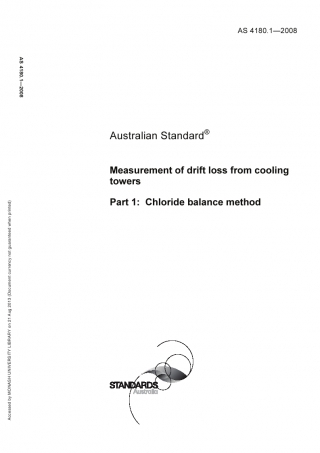 AS 4180.1—2008
AS 4180.1—2008
Australian Standard®
Measurement of drift loss from cooling
towers
Part 1: Chloride balance method
STANDARDS
Australia
Accessed by MONASH UNIVERSITY LIBRARY on 21 Aug 2010 (Document currency not guaranteed when printed)